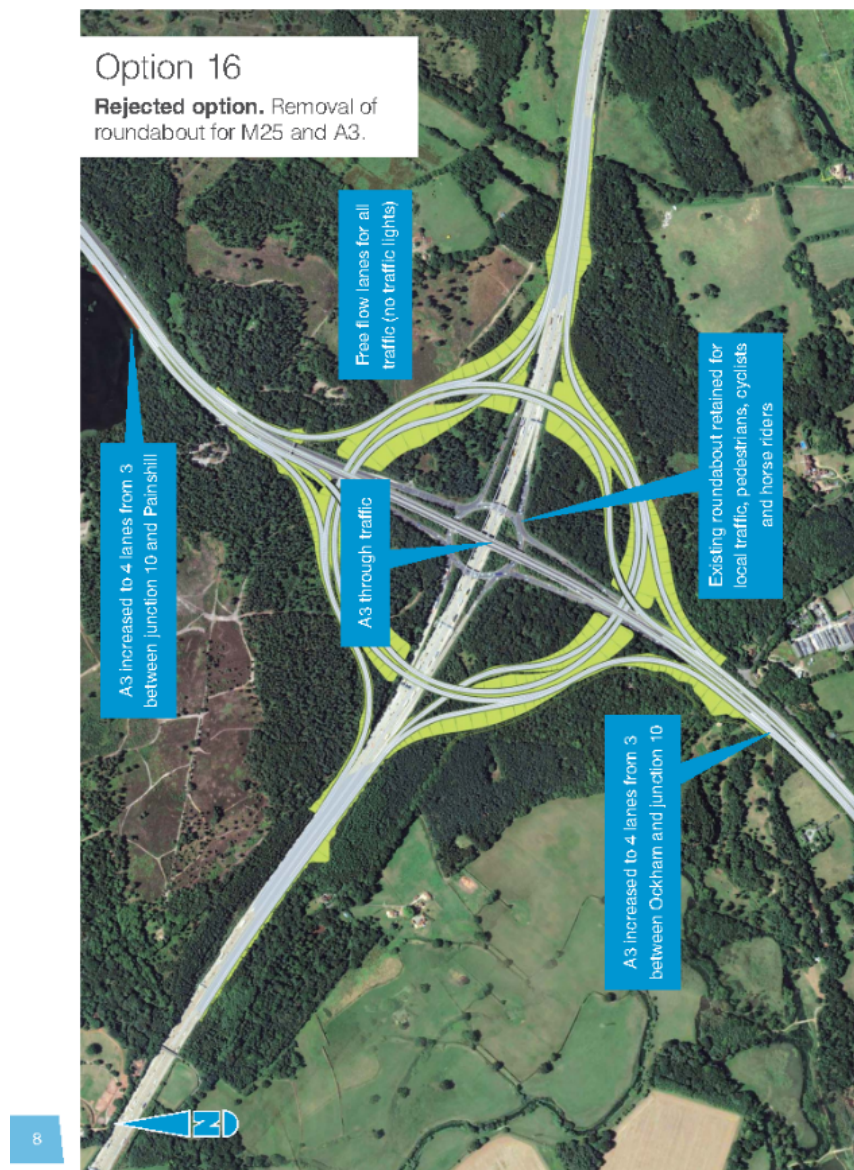 Option 16
Rejected option. Removal of
roundabout for M25 and A3.
Free flow lanes for all
traffic (no traffic lights)
A3 increased to 4 lanes from 3
between junction 10 and Painshill
A3 through traffic
Existing roundabout retained for
local traffic, pedestrians, cyclists
and horse riders
A3 increased to 4 lanes from 3
between Ockham and junction 10
N
8